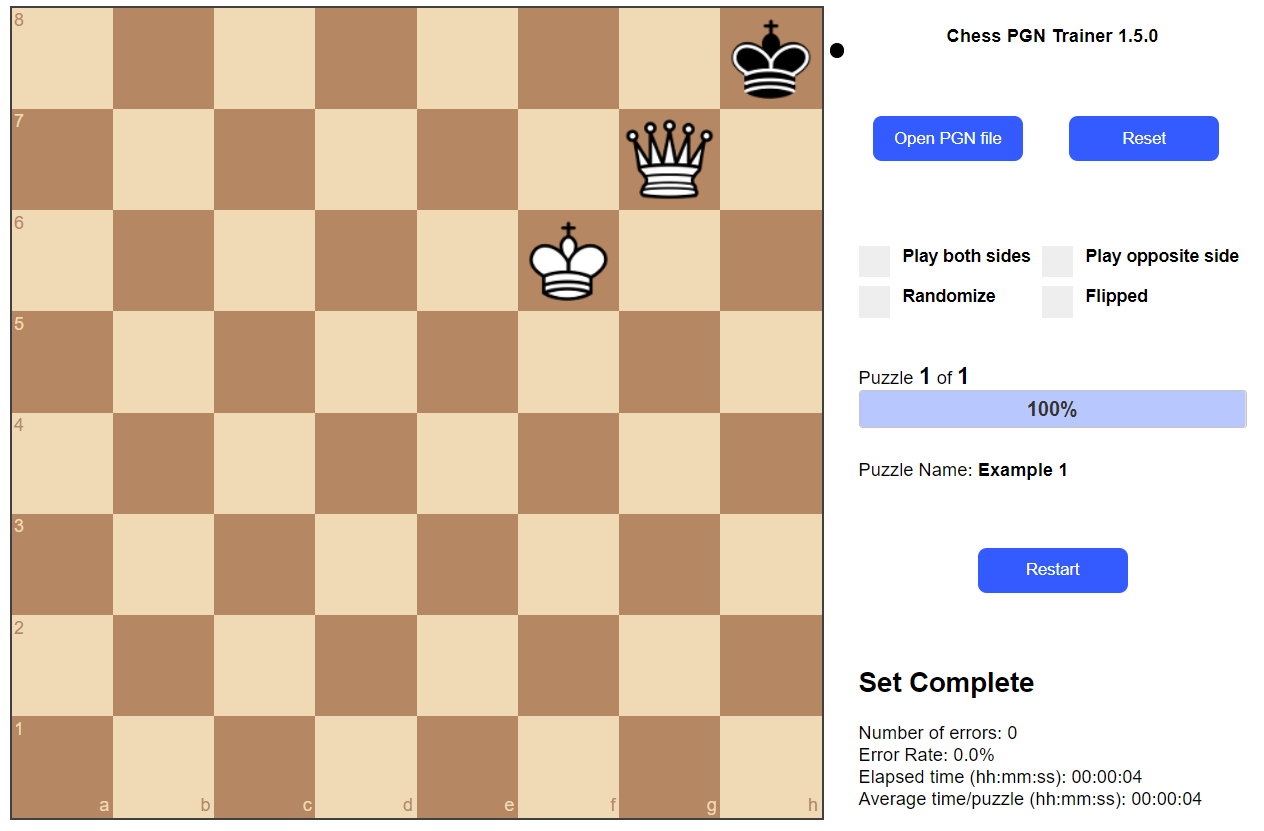 8
7
6
5
4
3
2
1
a b c d e f g h
Chess PGN Trainer 1.5.0
Open PGN file Reset
Play both sides Play opposite side
Randomize Flipped
Puzzle 1 of 1
100%
Puzzle Name: Example 1
Restart
Set Complete
Number of errors: 0
Error Rate: 0.0%
Elapsed time (hh:mm:ss): 00:00:04
Average time/puzzle (hh:mm:ss): 00:00:04